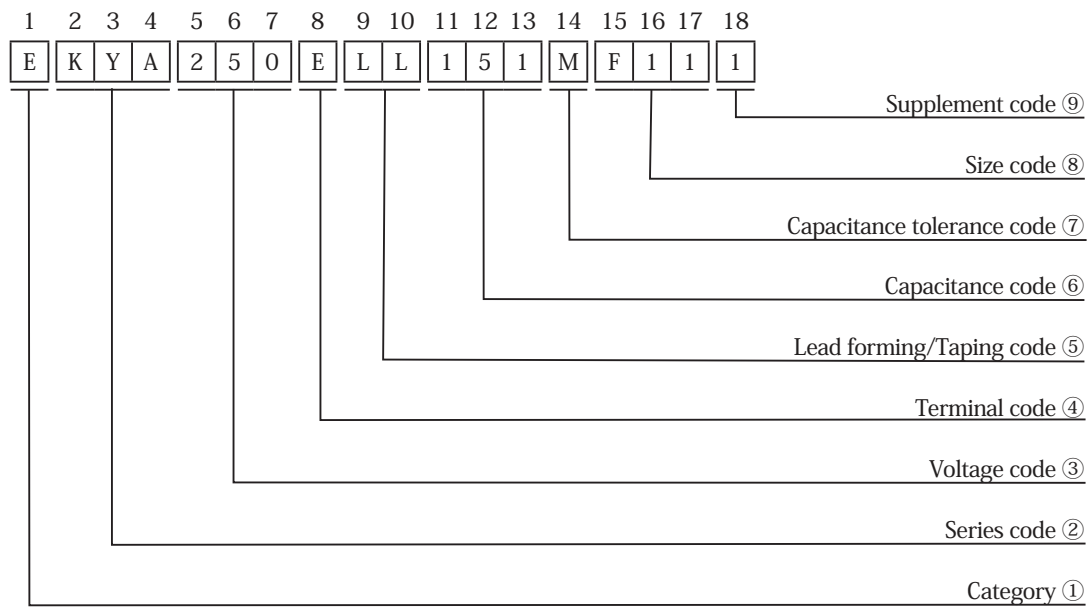 1 2 3 4 5 6 7 8 9 10 11 12 13 14 15 16 17 18
E K Y A 2 5 0 E L L 1 5 1 M F 1 1 1
Supplement code ⑨
Size code ⑧
Capacitance tolerance code ⑦
Capacitance code ⑥
Lead forming/Taping code ⑤
Terminal code ④
Voltage code ③
Series code ②
Category ①